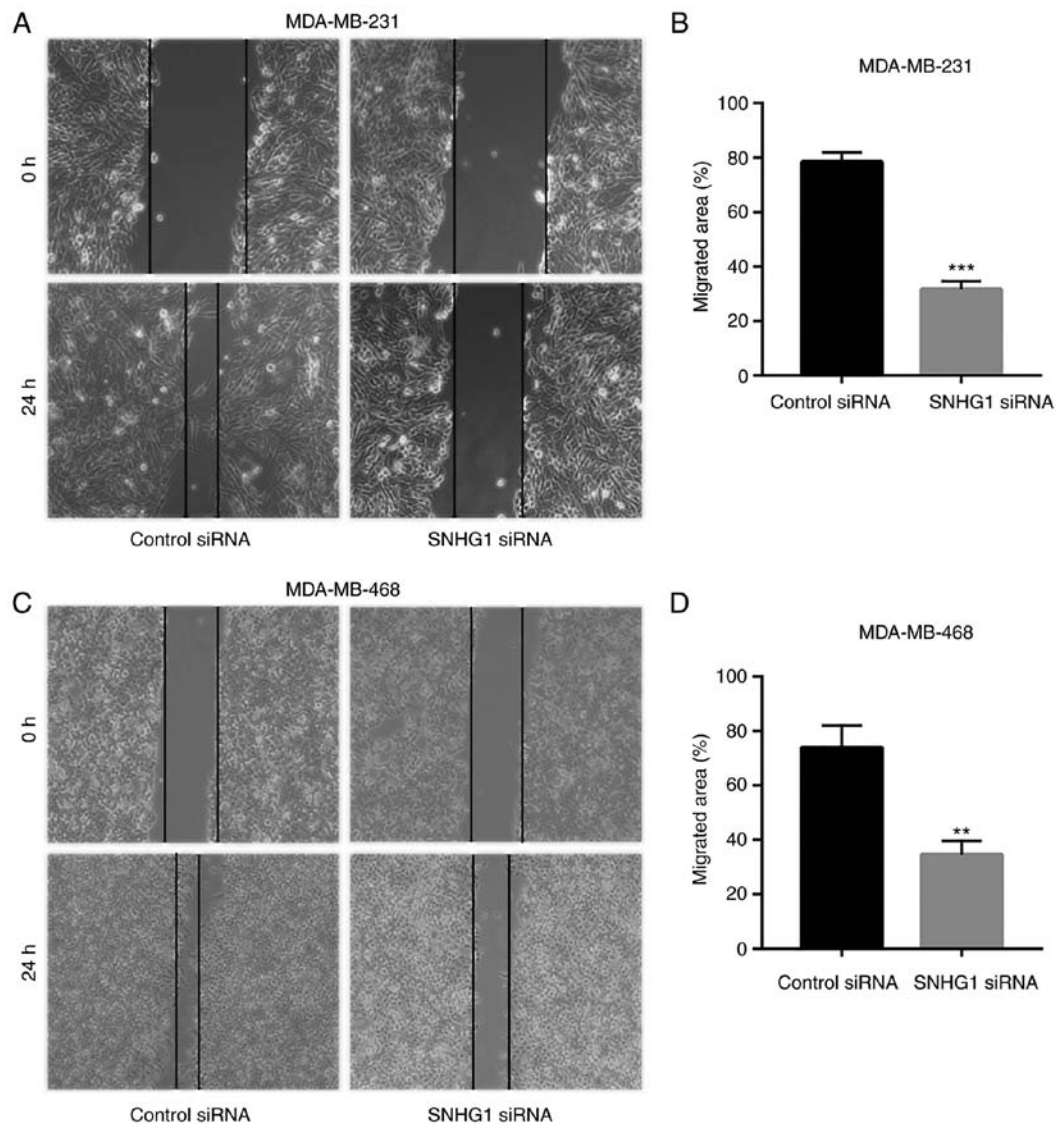 A
MDA-MB-231
0 h
24 h
Control siRNA
SNHG1 siRNA
B
MDA-MB-231
Migrated area (%)
100
80
60
40
20
0
***
Control siRNA
SNHG1 siRNA
C
MDA-MB-468
0 h
24 h
Control siRNA
SNHG1 siRNA
D
MDA-MB-468
Migrated area (%)
100
80
60
40
20
0
**
Control siRNA
SNHG1 siRNA